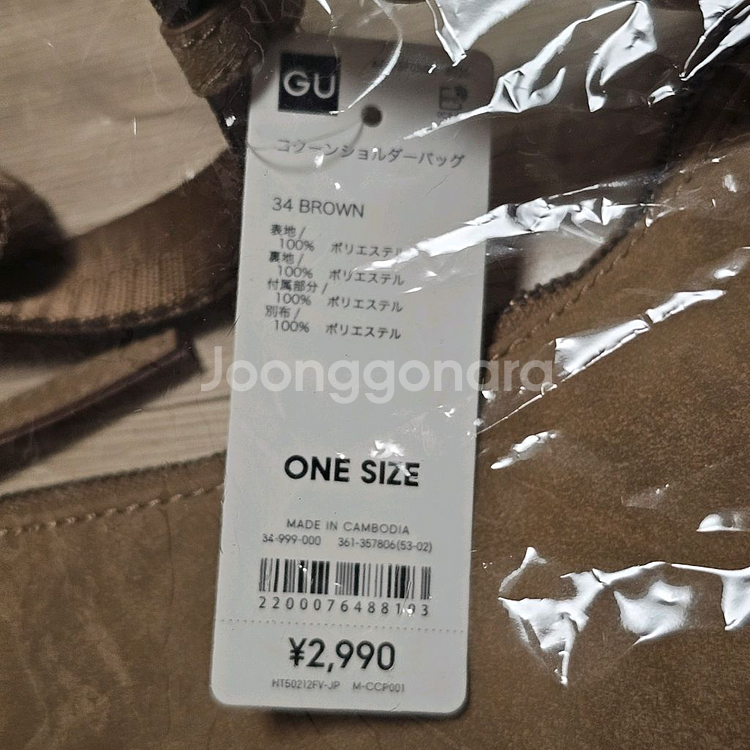 GU
コクーンショルダーバッグ
34 BROWN
表地/
100% ポリエステル
裏地/
100% ポリエステル
付属部分/
100% ポリエステル
別布/
100% ポリエステル
Joonggonara
ONE SIZE
MADE IN CAMBODIA
34-999-000 361-357806(53-02)
¥2,990
HT50212FV-JP M-CCP001